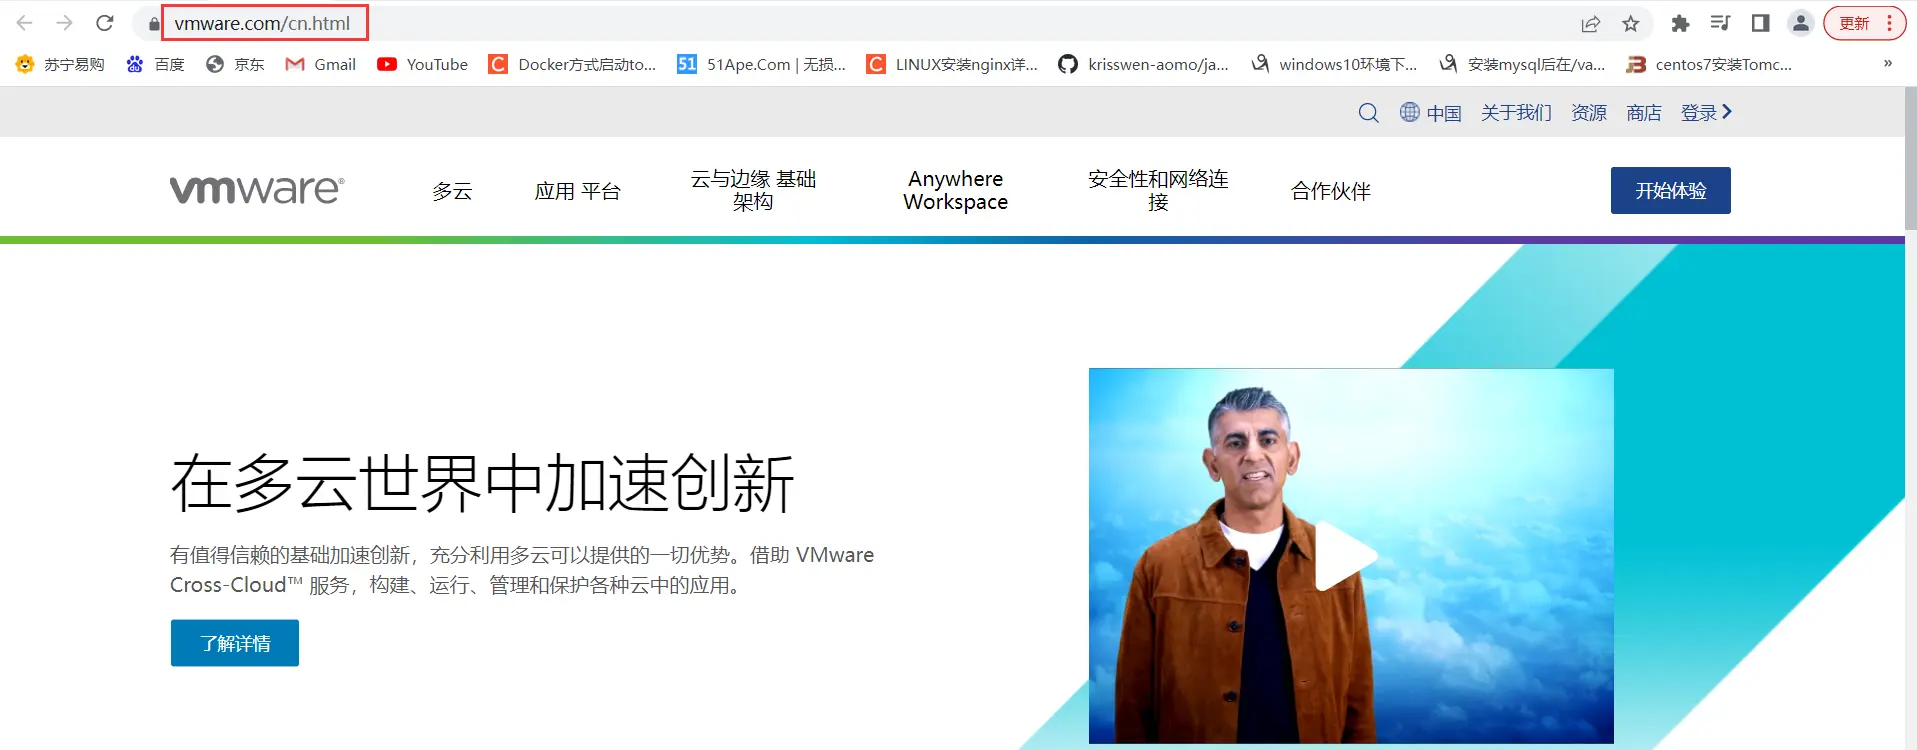 vmware.com/cn.html
更新
苏宁易购 百度 京东 Gmail YouTube Docker方式启动to... 51Ape.Com | 无损... LINUX安装nginx详... krisswen-aomo/ja... windows10环境下... 安装mysql后在/va... centos7安装Tomc... »
中国 关于我们 资源 商店 登录
vmware®
多云
应用 平台
云与边缘 基础
架构
Anywhere
Workspace
安全性和网络连
接
合作伙伴
开始体验
在多云世界中加速创新
有值得信赖的基础加速创新，充分利用多云可以提供的一切优势。借助 VMware
Cross-Cloud™ 服务，构建、运行、管理和保护各种云中的应用。
了解详情